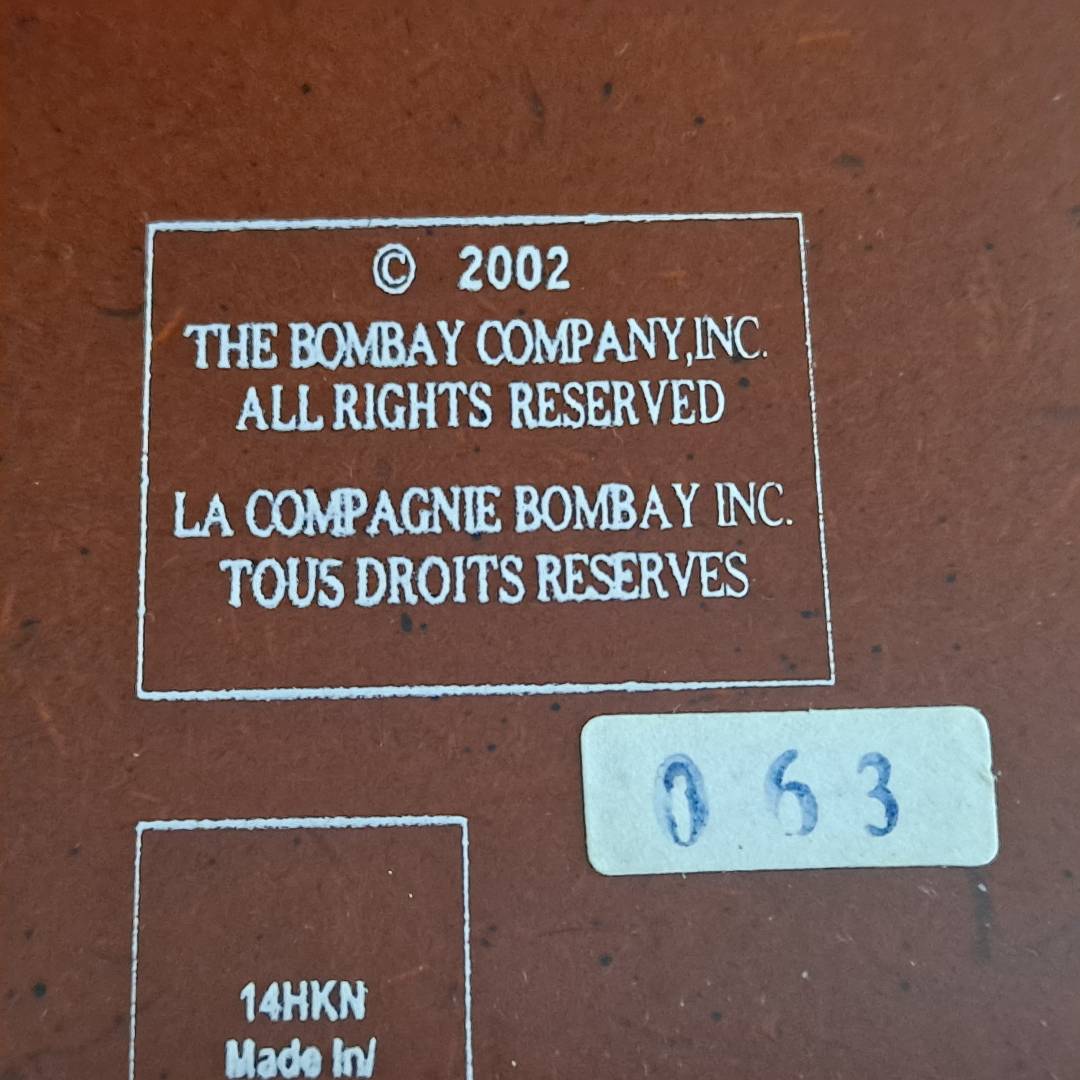 © 2002
THE BOMBAY COMPANY, INC.
ALL RIGHTS RESERVED
LA COMPAGNIE BOMBAY INC.
TOUS DROITS RESERVES
063
14HKN
Made In/